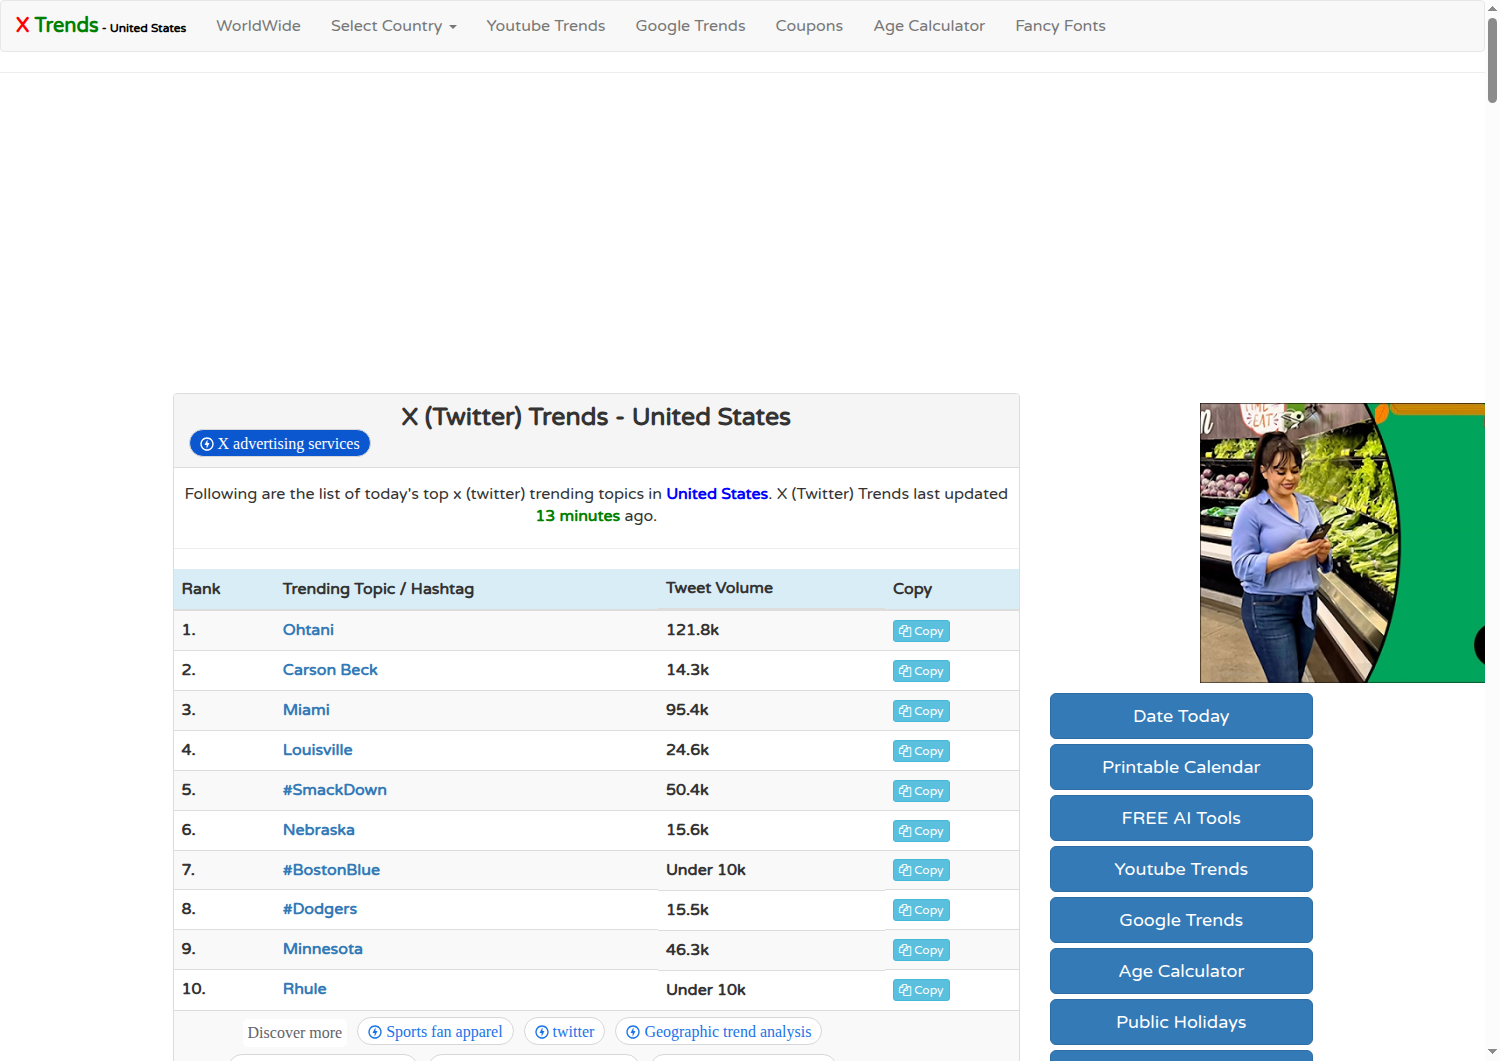 X Trends - United States WorldWide Select Country Youtube Trends Google Trends Coupons Age Calculator Fancy Fonts
X (Twitter) Trends - United States
X advertising services
Following are the list of today's top x (twitter) trending topics in United States. X (Twitter) Trends last updated
13 minutes ago.
Rank Trending Topic / Hashtag Tweet Volume Copy
1. Ohtani 121.8k Copy
2. Carson Beck 14.3k Copy
3. Miami 95.4k Copy
4. Louisville 24.6k Copy
5. #SmackDown 50.4k Copy
6. Nebraska 15.6k Copy
7. #BostonBlue Under 10k Copy
8. #Dodgers 15.5k Copy
9. Minnesota 46.3k Copy
10. Rhule Under 10k Copy
Discover more Sports fan apparel twitter Geographic trend analysis
Date Today
Printable Calendar
FREE AI Tools
Youtube Trends
Google Trends
Age Calculator
Public Holidays